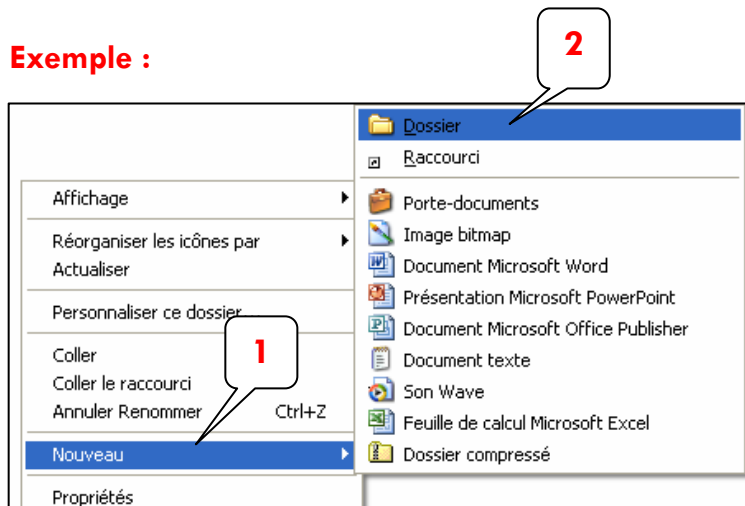 Exemple :
2
Dossier
Raccourci
Porte-documents
Image bitmap
Document Microsoft Word
Présentation Microsoft PowerPoint
Document Microsoft Office Publisher
Document texte
Son Wave
Feuille de calcul Microsoft Excel
Dossier compressé
Affichage
Réorganiser les icônes par
Actualiser
Personnaliser ce dossier...
1
Coller
Coller le raccourci
Annuler Renommer Ctrl+Z
Nouveau
Propriétés